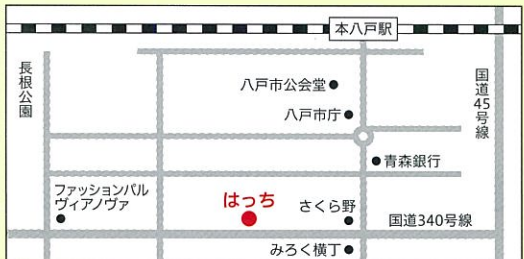 本八戸駅
長根公園
国道45号線
八戸市公会堂
八戸市庁
青森銀行
ファッションパル
ヴィアノヴァ
はっち
さくら野
国道340号線
みろく横丁